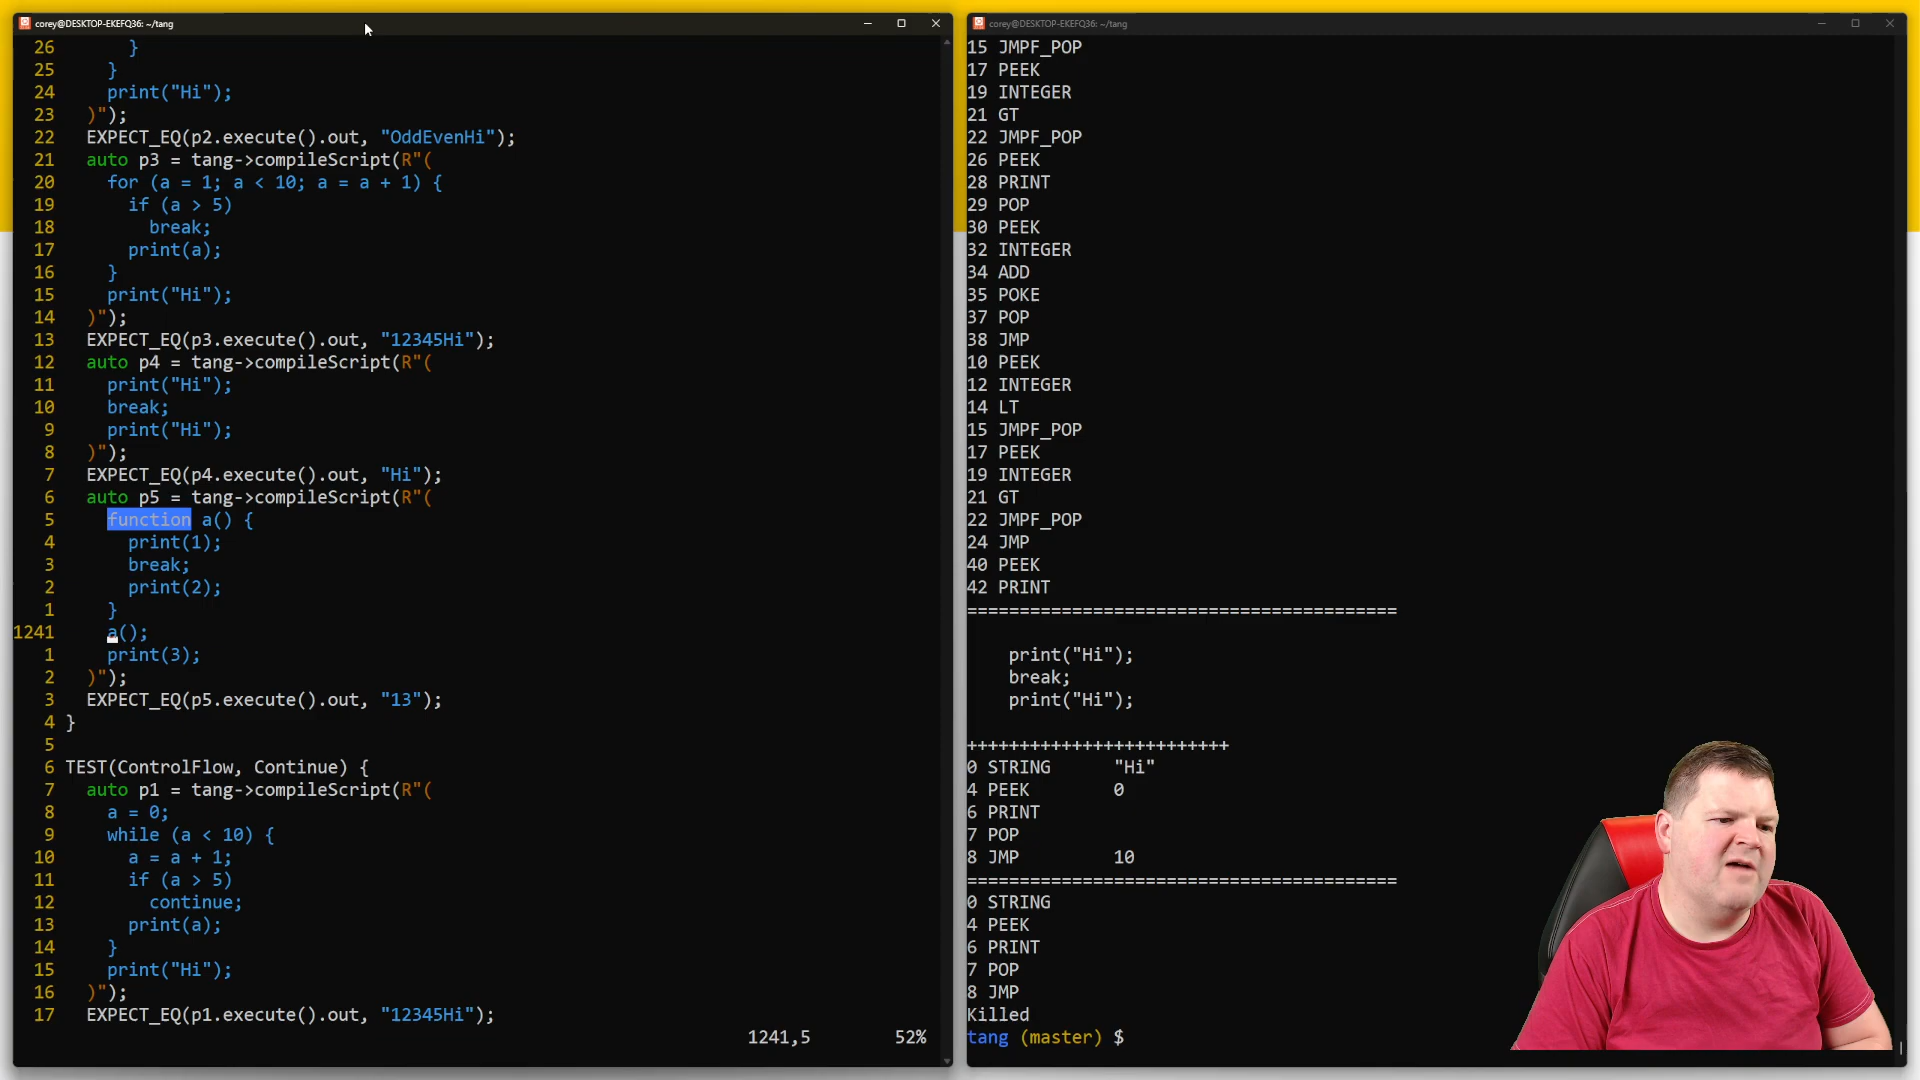 corey@DESKTOP-EKEFQ36: ~/tang
26 }
25 }
24 print("Hi");
23 )");
22 EXPECT_EQ(p2.execute().out, "OddEvenHi");
21 auto p3 = tang->compileScript(R"(
20 for (a = 1; a < 10; a = a + 1) {
19 if (a > 5)
18 break;
17 print(a);
16 }
15 print("Hi");
14 )");
13 EXPECT_EQ(p3.execute().out, "12345Hi");
12 auto p4 = tang->compileScript(R"(
11 print("Hi");
10 break;
9 print("Hi");
8 )");
7 EXPECT_EQ(p4.execute().out, "Hi");
6 auto p5 = tang->compileScript(R"(
5 function a() {
4 print(1);
3 break;
2 print(2);
1 }
1241 a();
1 print(3);
2 )");
3 EXPECT_EQ(p5.execute().out, "13");
4 }
5
6 TEST(ControlFlow, Continue) {
7 auto p1 = tang->compileScript(R"(
8 a = 0;
9 while (a < 10) {
10 a = a + 1;
11 if (a > 5)
12 continue;
13 print(a);
14 }
15 print("Hi");
16 )");
17 EXPECT_EQ(p1.execute().out, "12345Hi");
1241,5 52%
corey@DESKTOP-EKEFQ36: ~/tang
15 JMPF_POP
17 PEEK
19 INTEGER
21 GT
22 JMPF_POP
26 PEEK
28 PRINT
29 POP
30 PEEK
32 INTEGER
34 ADD
35 POKE
37 POP
38 JMP
10 PEEK
12 INTEGER
14 LT
15 JMPF_POP
17 PEEK
19 INTEGER
21 GT
22 JMPF_POP
24 JMP
40 PEEK
42 PRINT
=========================================
print("Hi");
break;
print("Hi");
+++++++++++++++++++++++++
0 STRING "Hi"
4 PEEK 0
6 PRINT
7 POP
8 JMP 10
=========================================
0 STRING
4 PEEK
6 PRINT
7 POP
8 JMP
Killed
tang (master) $